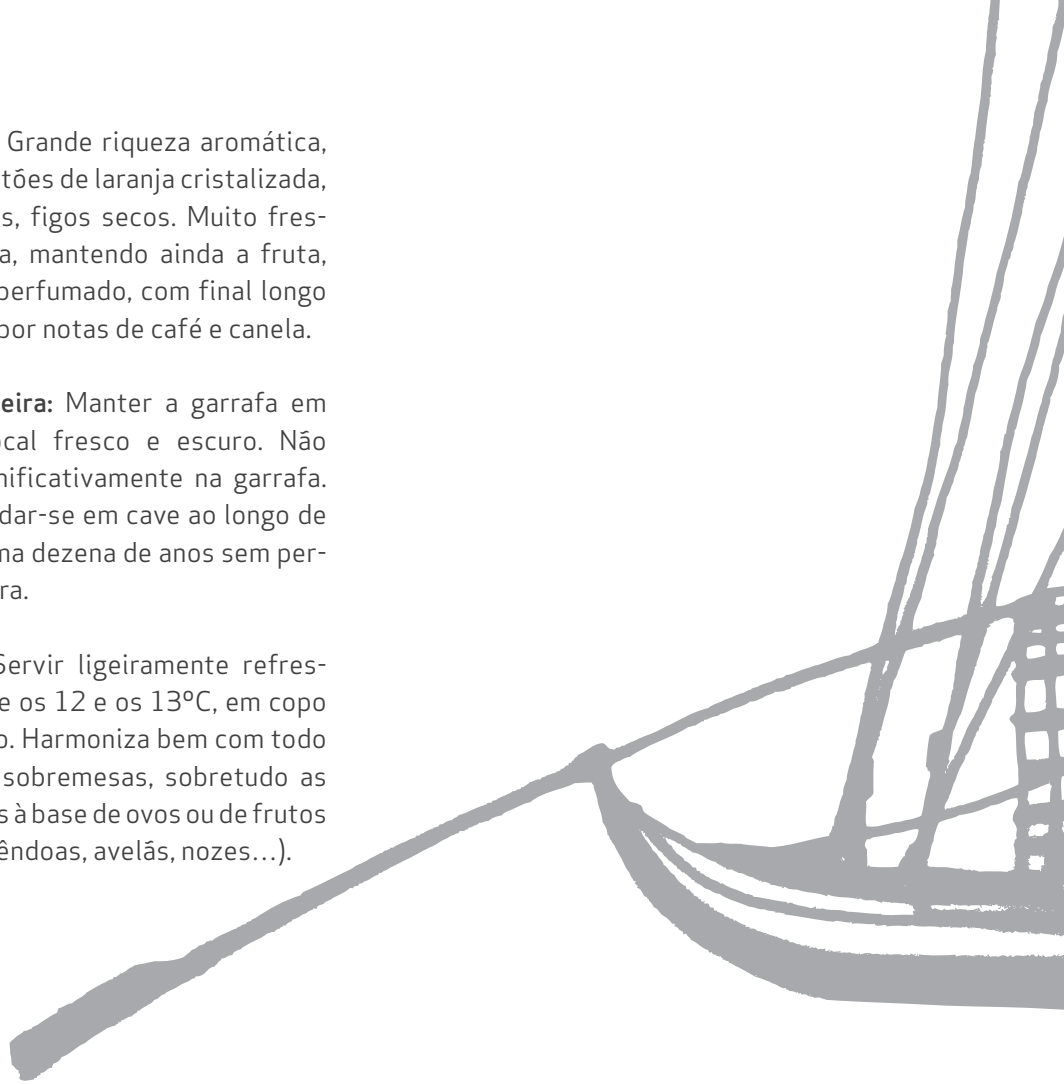 Grande riqueza aromática,
tões de laranja cristalizada,
s, figos secos. Muito fres-
a, mantendo ainda a fruta,
perfumado, com final longo
por notas de café e canela.
eira: Manter a garrafa em
ocal fresco e escuro. Não
nificativamente na garrafa.
dar-se em cave ao longo de
ma dezena de anos sem per-
ra.
Servir ligeiramente refres-
e os 12 e os 13ºC, em copo
o. Harmoniza bem com todo
sobremesas, sobretudo as
s à base de ovos ou de frutos
êndoas, avelãs, nozes...).